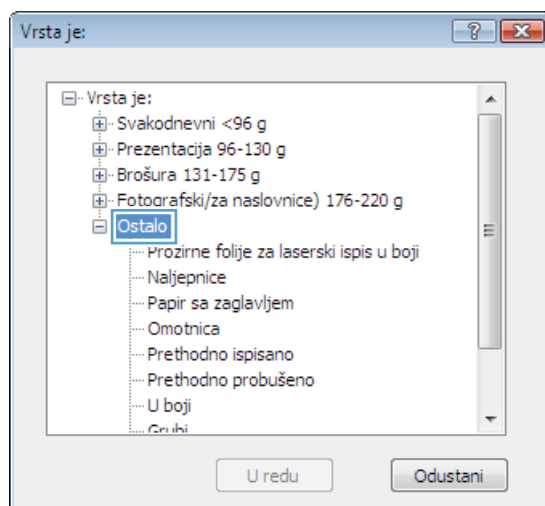 Vrsta je:
Vrsta je:
Svakodnevni <96 g
Prezentacija 96-130 g
Brošura 131-175 g
Fotografski/za naslovnice) 176-220 g
Ostalo
Prozirne folije za laserski ispis u boji
Naljepnice
Papir sa zaglavljem
Omotnica
Prethodno ispisano
Prethodno probušeno
U boji
Grubi
U redu Odustani